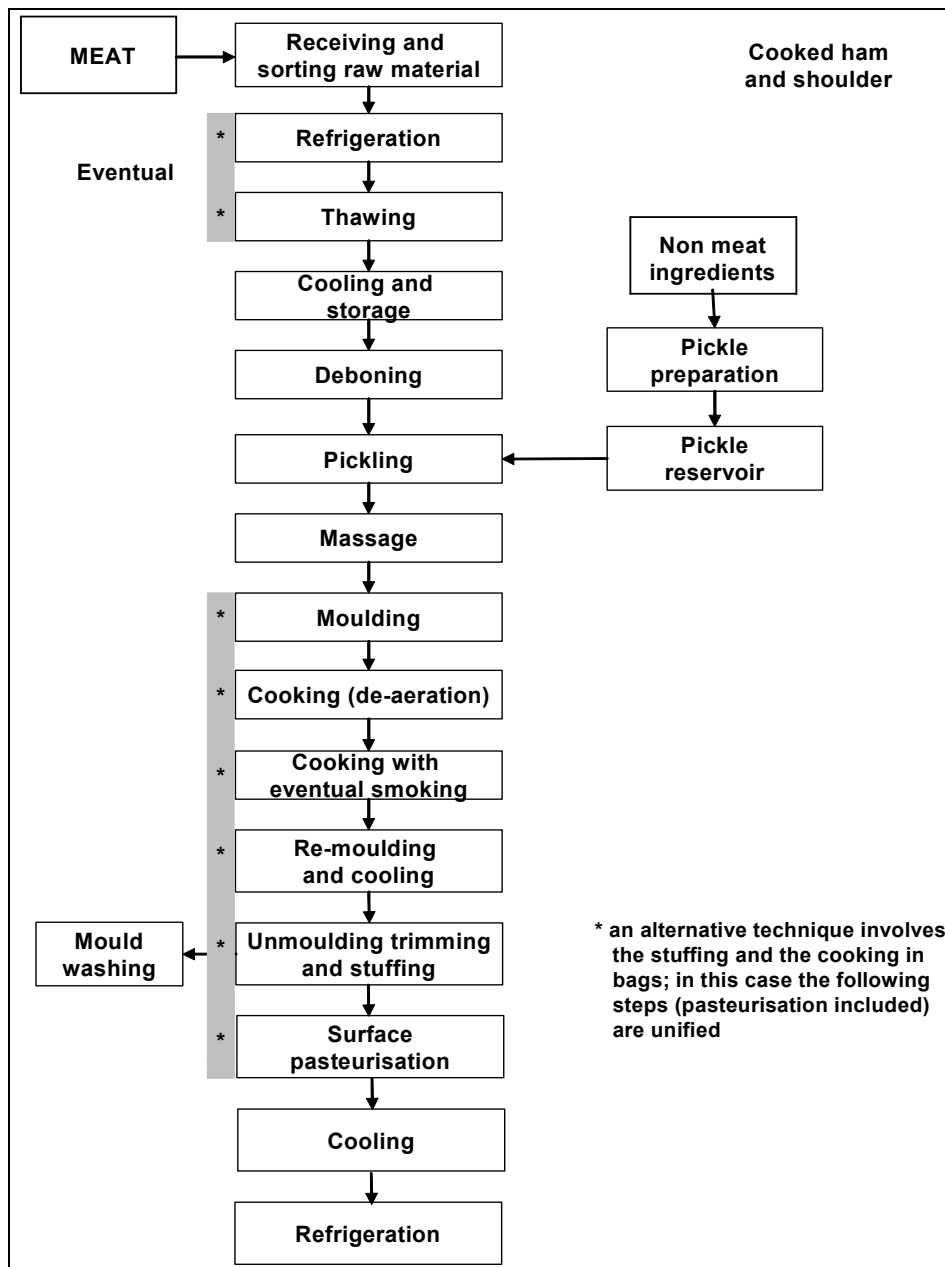 MEAT
Receiving and
sorting raw material
Cooked ham
and shoulder
* Refrigeration
Eventual
* Thawing
Non meat
ingredients
Cooling and
storage
Pickle
preparation
Deboning
Pickling
Pickle
reservoir
Massage
* Moulding
* Cooking (de-aeration)
* Cooking with
eventual smoking
* Re-moulding
and cooling
Mould
washing
* Unmoulding trimming
and stuffing
* an alternative technique involves
the stuffing and the cooking in
bags; in this case the following
steps (pasteurisation included)
are unified
* Surface
pasteurisation
Cooling
Refrigeration